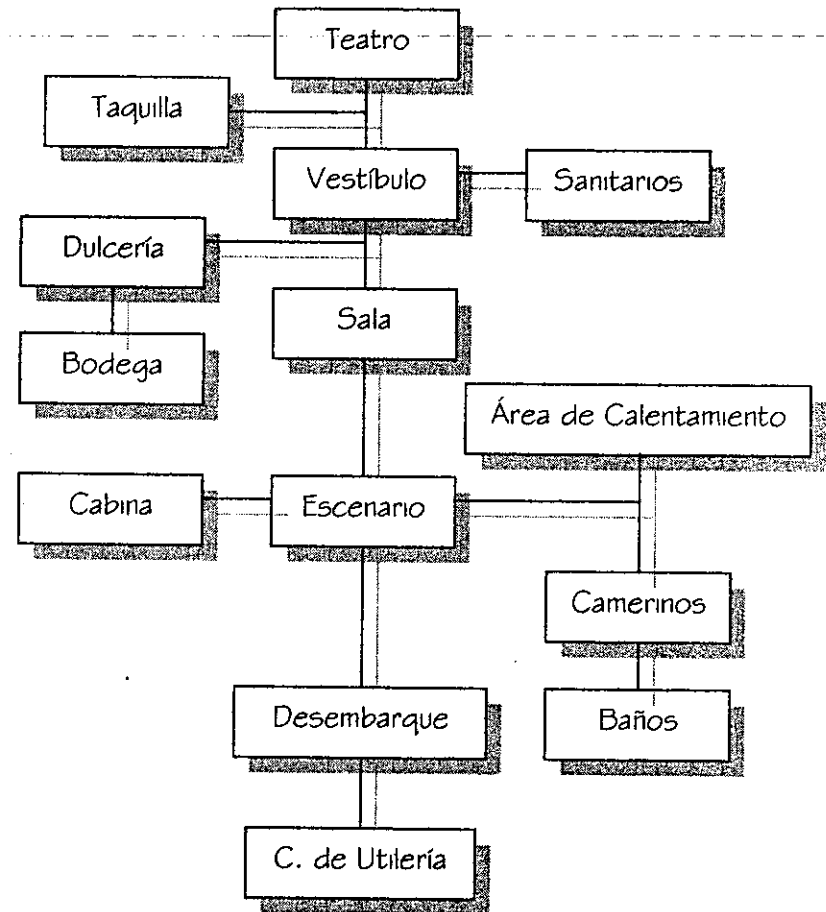 Teatro
Taquilla
Vestíbulo
Sanitarios
Dulcería
Sala
Bodega
Área de Calentamiento
Cabina
Escenario
Camerinos
Desembarque
Baños
C. de Utilería